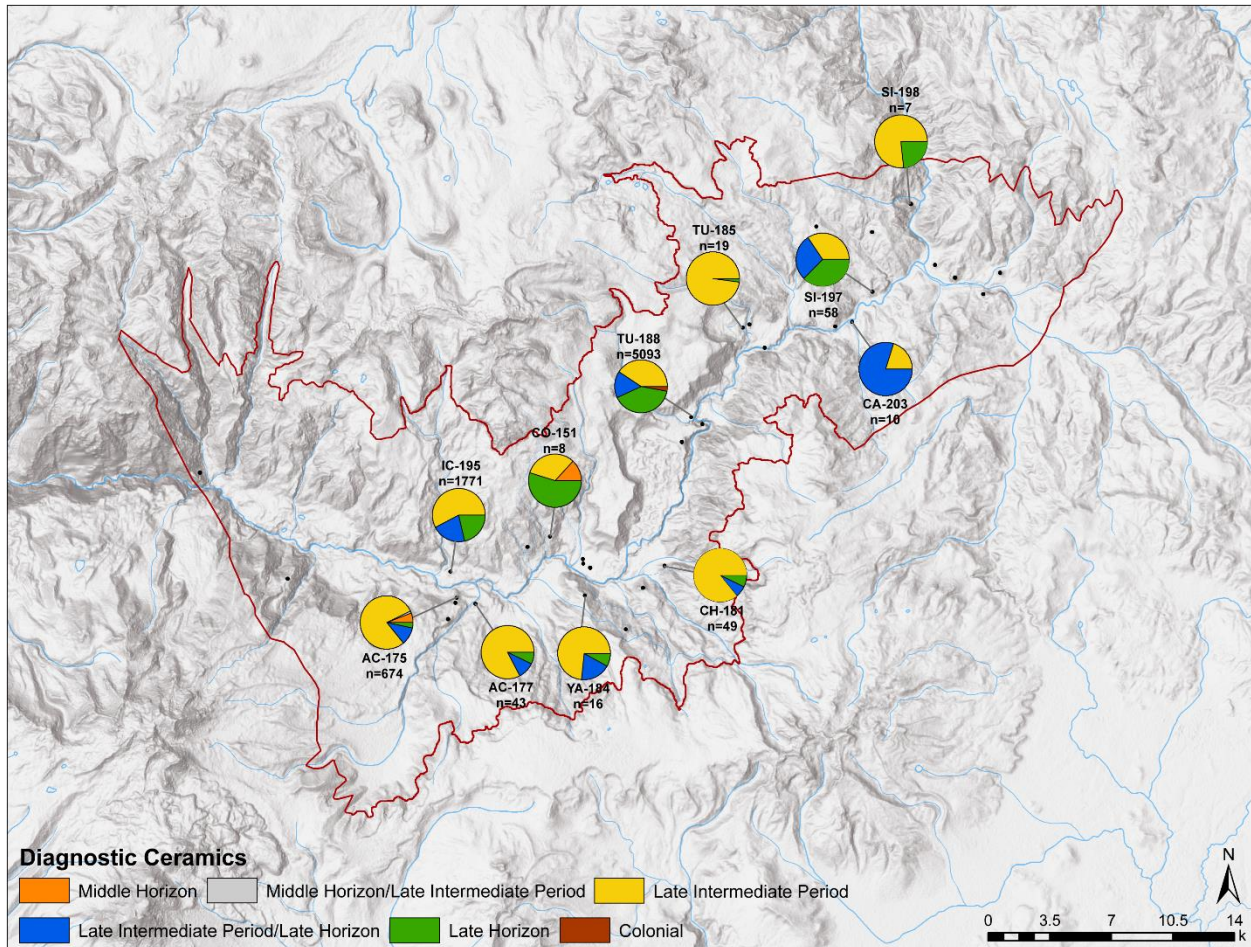 SI-198
n=7
TU-185
n=19
SI-197
n=58
TU-188
n=5093
CA-203
n=10
CO-151
n=8
IC-195
n=1771
CH-181
n=49
AC-175
n=674
AC-177
n=43
YA-184
n=16
Diagnostic Ceramics
Middle Horizon Middle Horizon/Late Intermediate Period Late Intermediate Period
Late Intermediate Period/Late Horizon Late Horizon Colonial
N
0 3.5 7 10.5 14
k